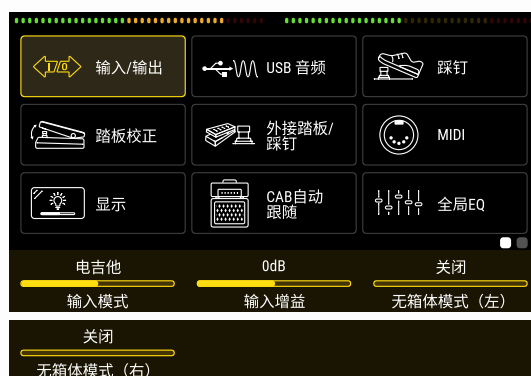 I/O 输入/输出
USB 音频
踩钉
踏板校正
外接踏板/
踩钉
MIDI
显示
CAB自动
跟随
全局EQ
电吉他
0dB
关闭
输入模式
输入增益
无箱体模式（左）
关闭
无箱体模式（右）